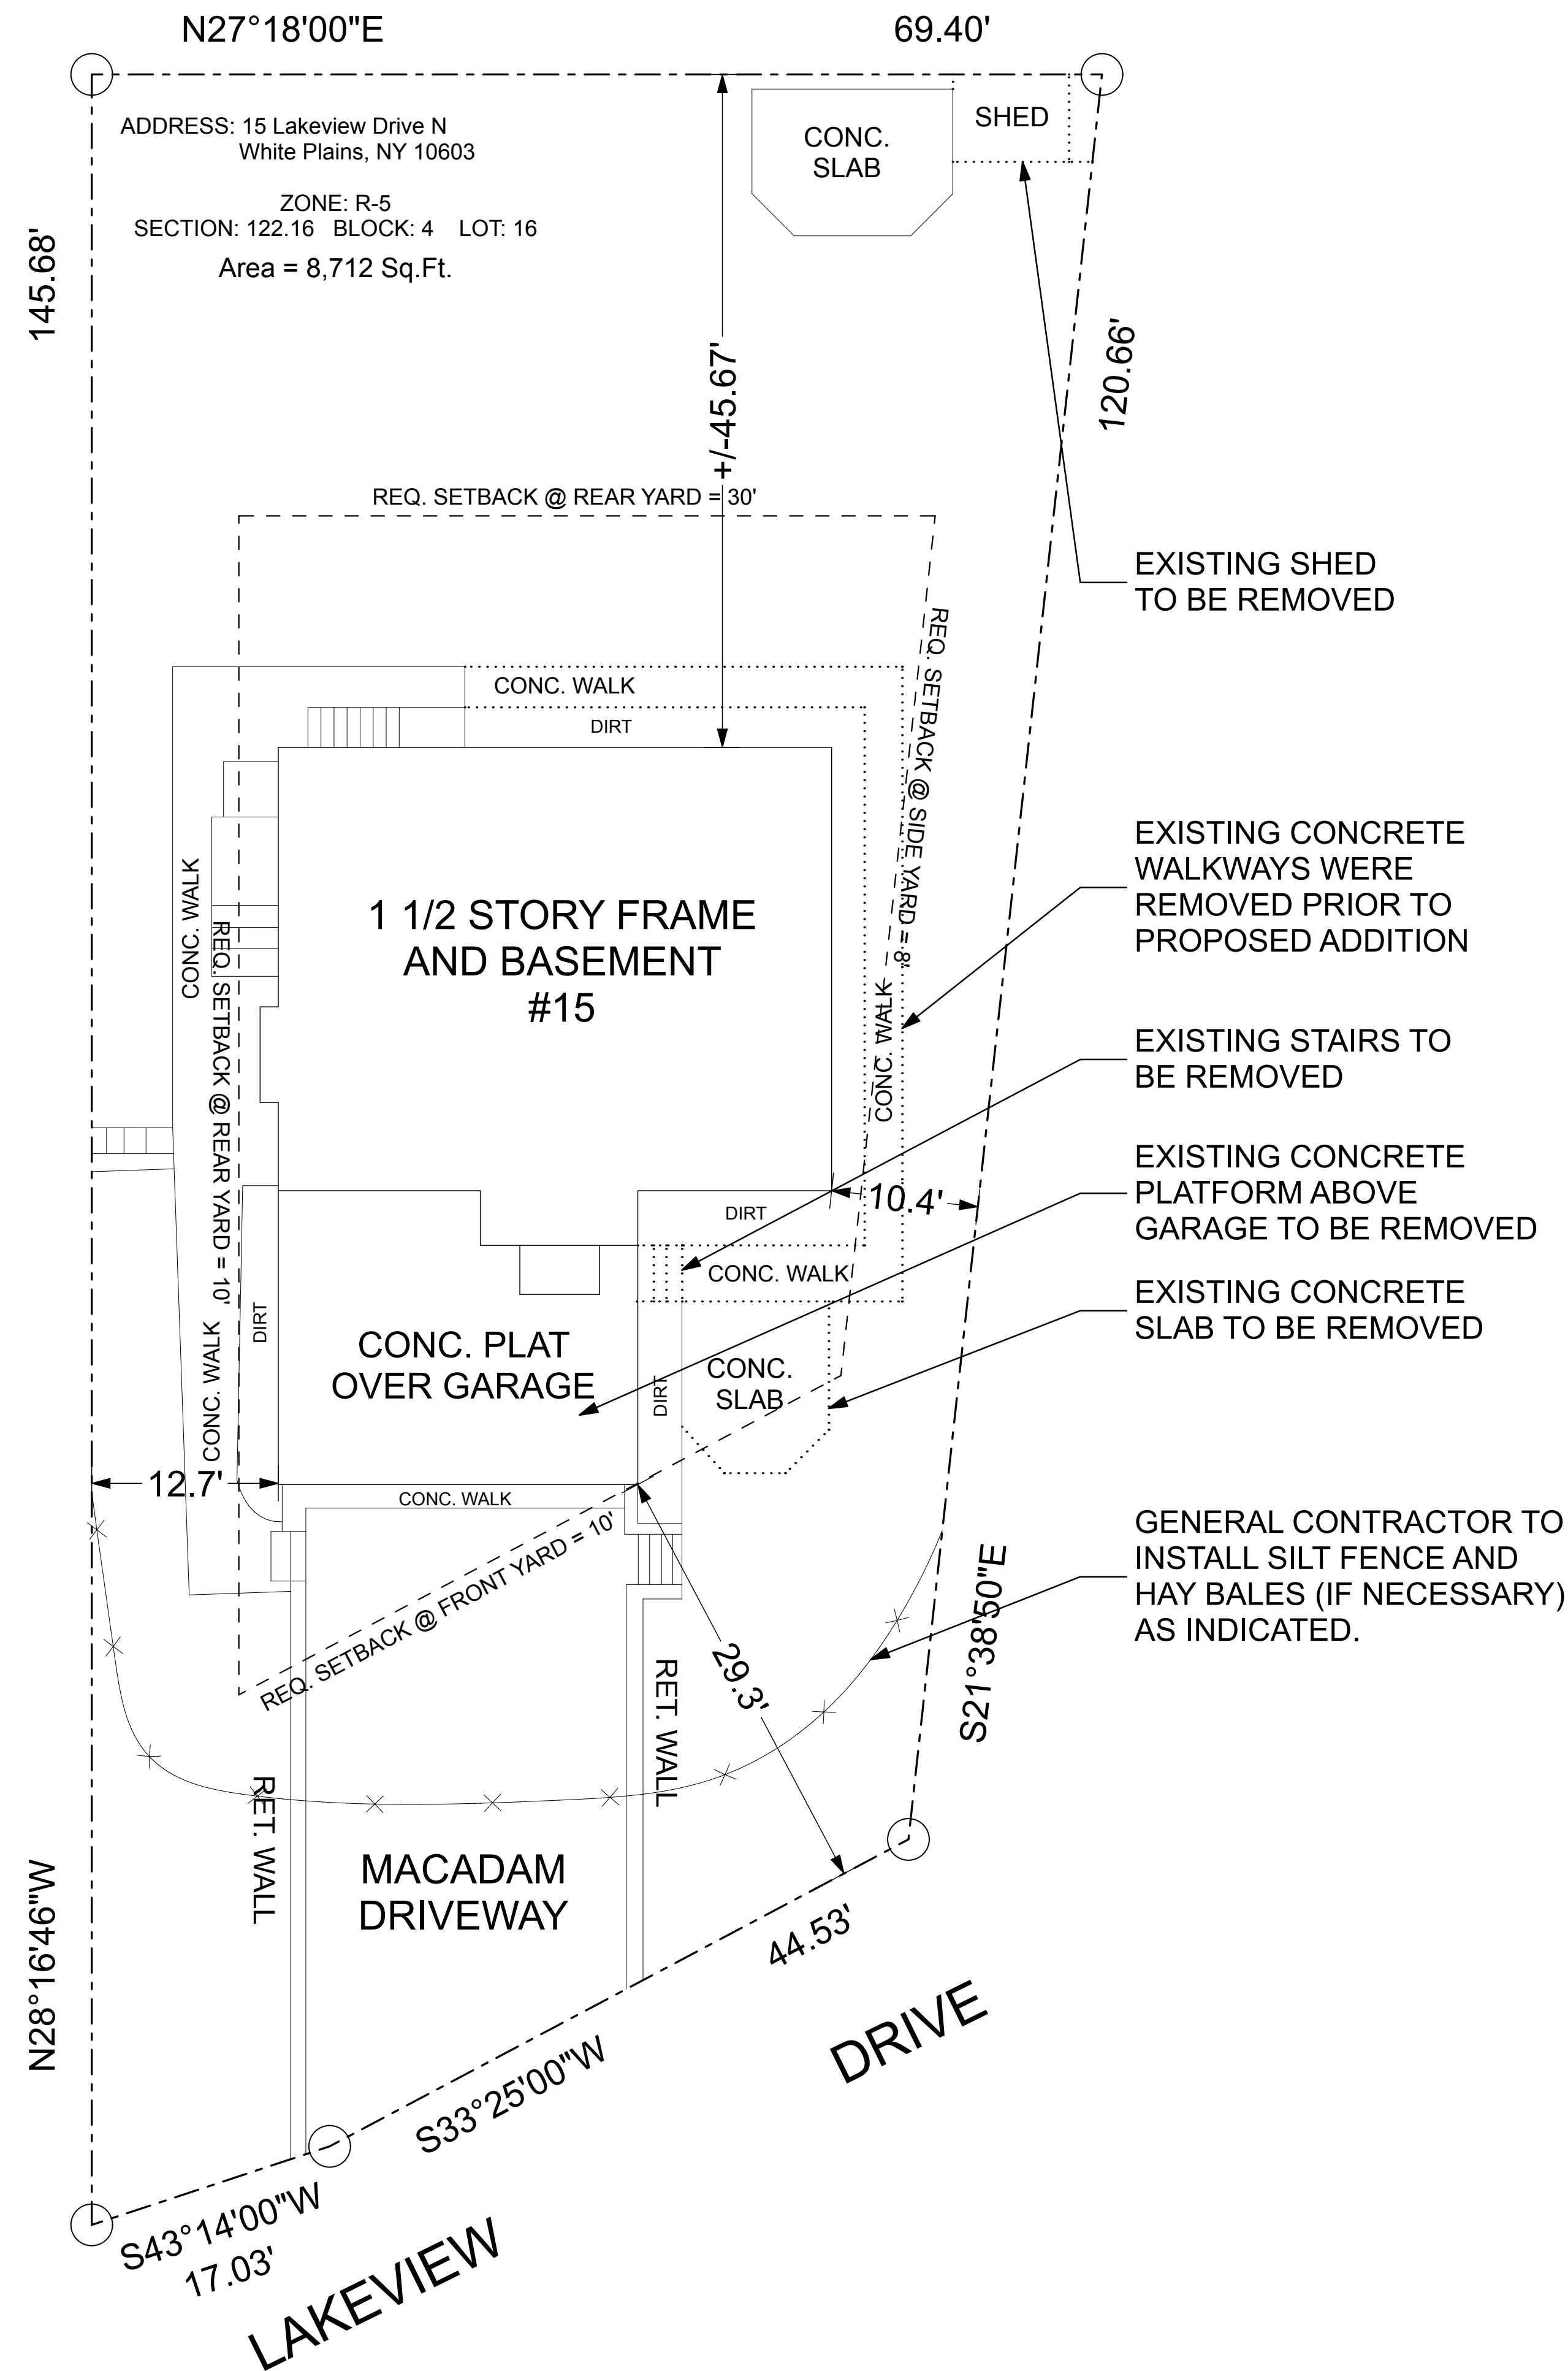 N27°18'00"E
69.40'
ADDRESS: 15 Lakeview Drive N
White Plains, NY 10603
ZONE: R-5
SECTION: 122.16 BLOCK: 4 LOT: 16
Area = 8,712 Sq.Ft.
CONC.
SLAB
SHED
145.68'
+/-45.67'
120.66'
REQ. SETBACK @ REAR YARD = 30'
EXISTING SHED
TO BE REMOVED
CONC. WALK
DIRT
REQ. SETBACK @ SIDE YARD = 8'
CONC. WALK
REQ. SETBACK @ REAR YARD = 10'
1 1/2 STORY FRAME
AND BASEMENT
#15
CONC. WALK
EXISTING CONCRETE
WALKWAYS WERE
REMOVED PRIOR TO
PROPOSED ADDITION
EXISTING STAIRS TO
BE REMOVED
EXISTING CONCRETE
PLATFORM ABOVE
GARAGE TO BE REMOVED
10.4'
DIRT
CONC. WALK
EXISTING CONCRETE
SLAB TO BE REMOVED
DIRT
CONC. WALK
CONC. PLAT
OVER GARAGE
DIRT
CONC.
SLAB
12.7'
CONC. WALK
REQ. SETBACK @ FRONT YARD = 10'
GENERAL CONTRACTOR TO
INSTALL SILT FENCE AND
HAY BALES (IF NECESSARY)
AS INDICATED.
29.3'
S21°38'50"E
RET. WALL
RET. WALL
MACADAM
DRIVEWAY
N28°16'46"W
44.53'
S33°25'00"W
DRIVE
S43°14'00"W
17.03'
LAKEVIEW